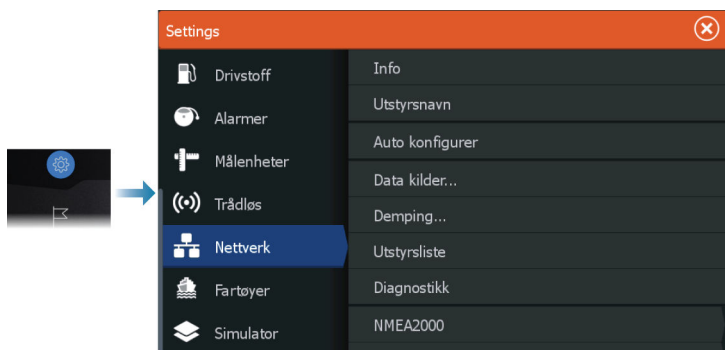 Settings
Drivstoff
Alarmer
Målenheter
Trådløs
Nettverk
Fartøyer
Simulator
Info
Utstyrsnavn
Auto konfigurer
Data kilder...
Demping...
Utstyrsliste
Diagnostikk
NMEA2000